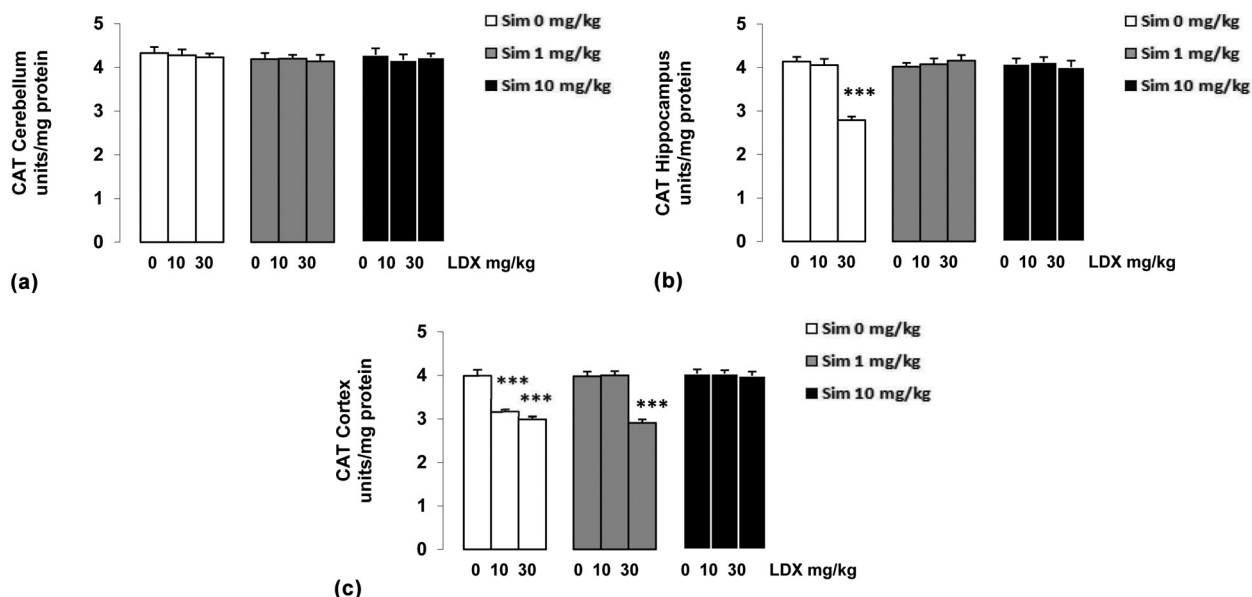 CAT Cerebellum
units/mg protein
5
4
3
2
1
0
0 10 30
0 10 30
0 10 30
LDX mg/kg
Sim 0 mg/kg
Sim 1 mg/kg
Sim 10 mg/kg
(a)
CAT Hippocampus
units/mg protein
5
4
3
2
1
0
***
0 10 30
0 10 30
0 10 30
LDX mg/kg
Sim 0 mg/kg
Sim 1 mg/kg
Sim 10 mg/kg
(b)
CAT Cortex
units/mg protein
5
4
3
2
1
0
***
***
***
0 10 30
0 10 30
0 10 30
LDX mg/kg
Sim 0 mg/kg
Sim 1 mg/kg
Sim 10 mg/kg
(c)